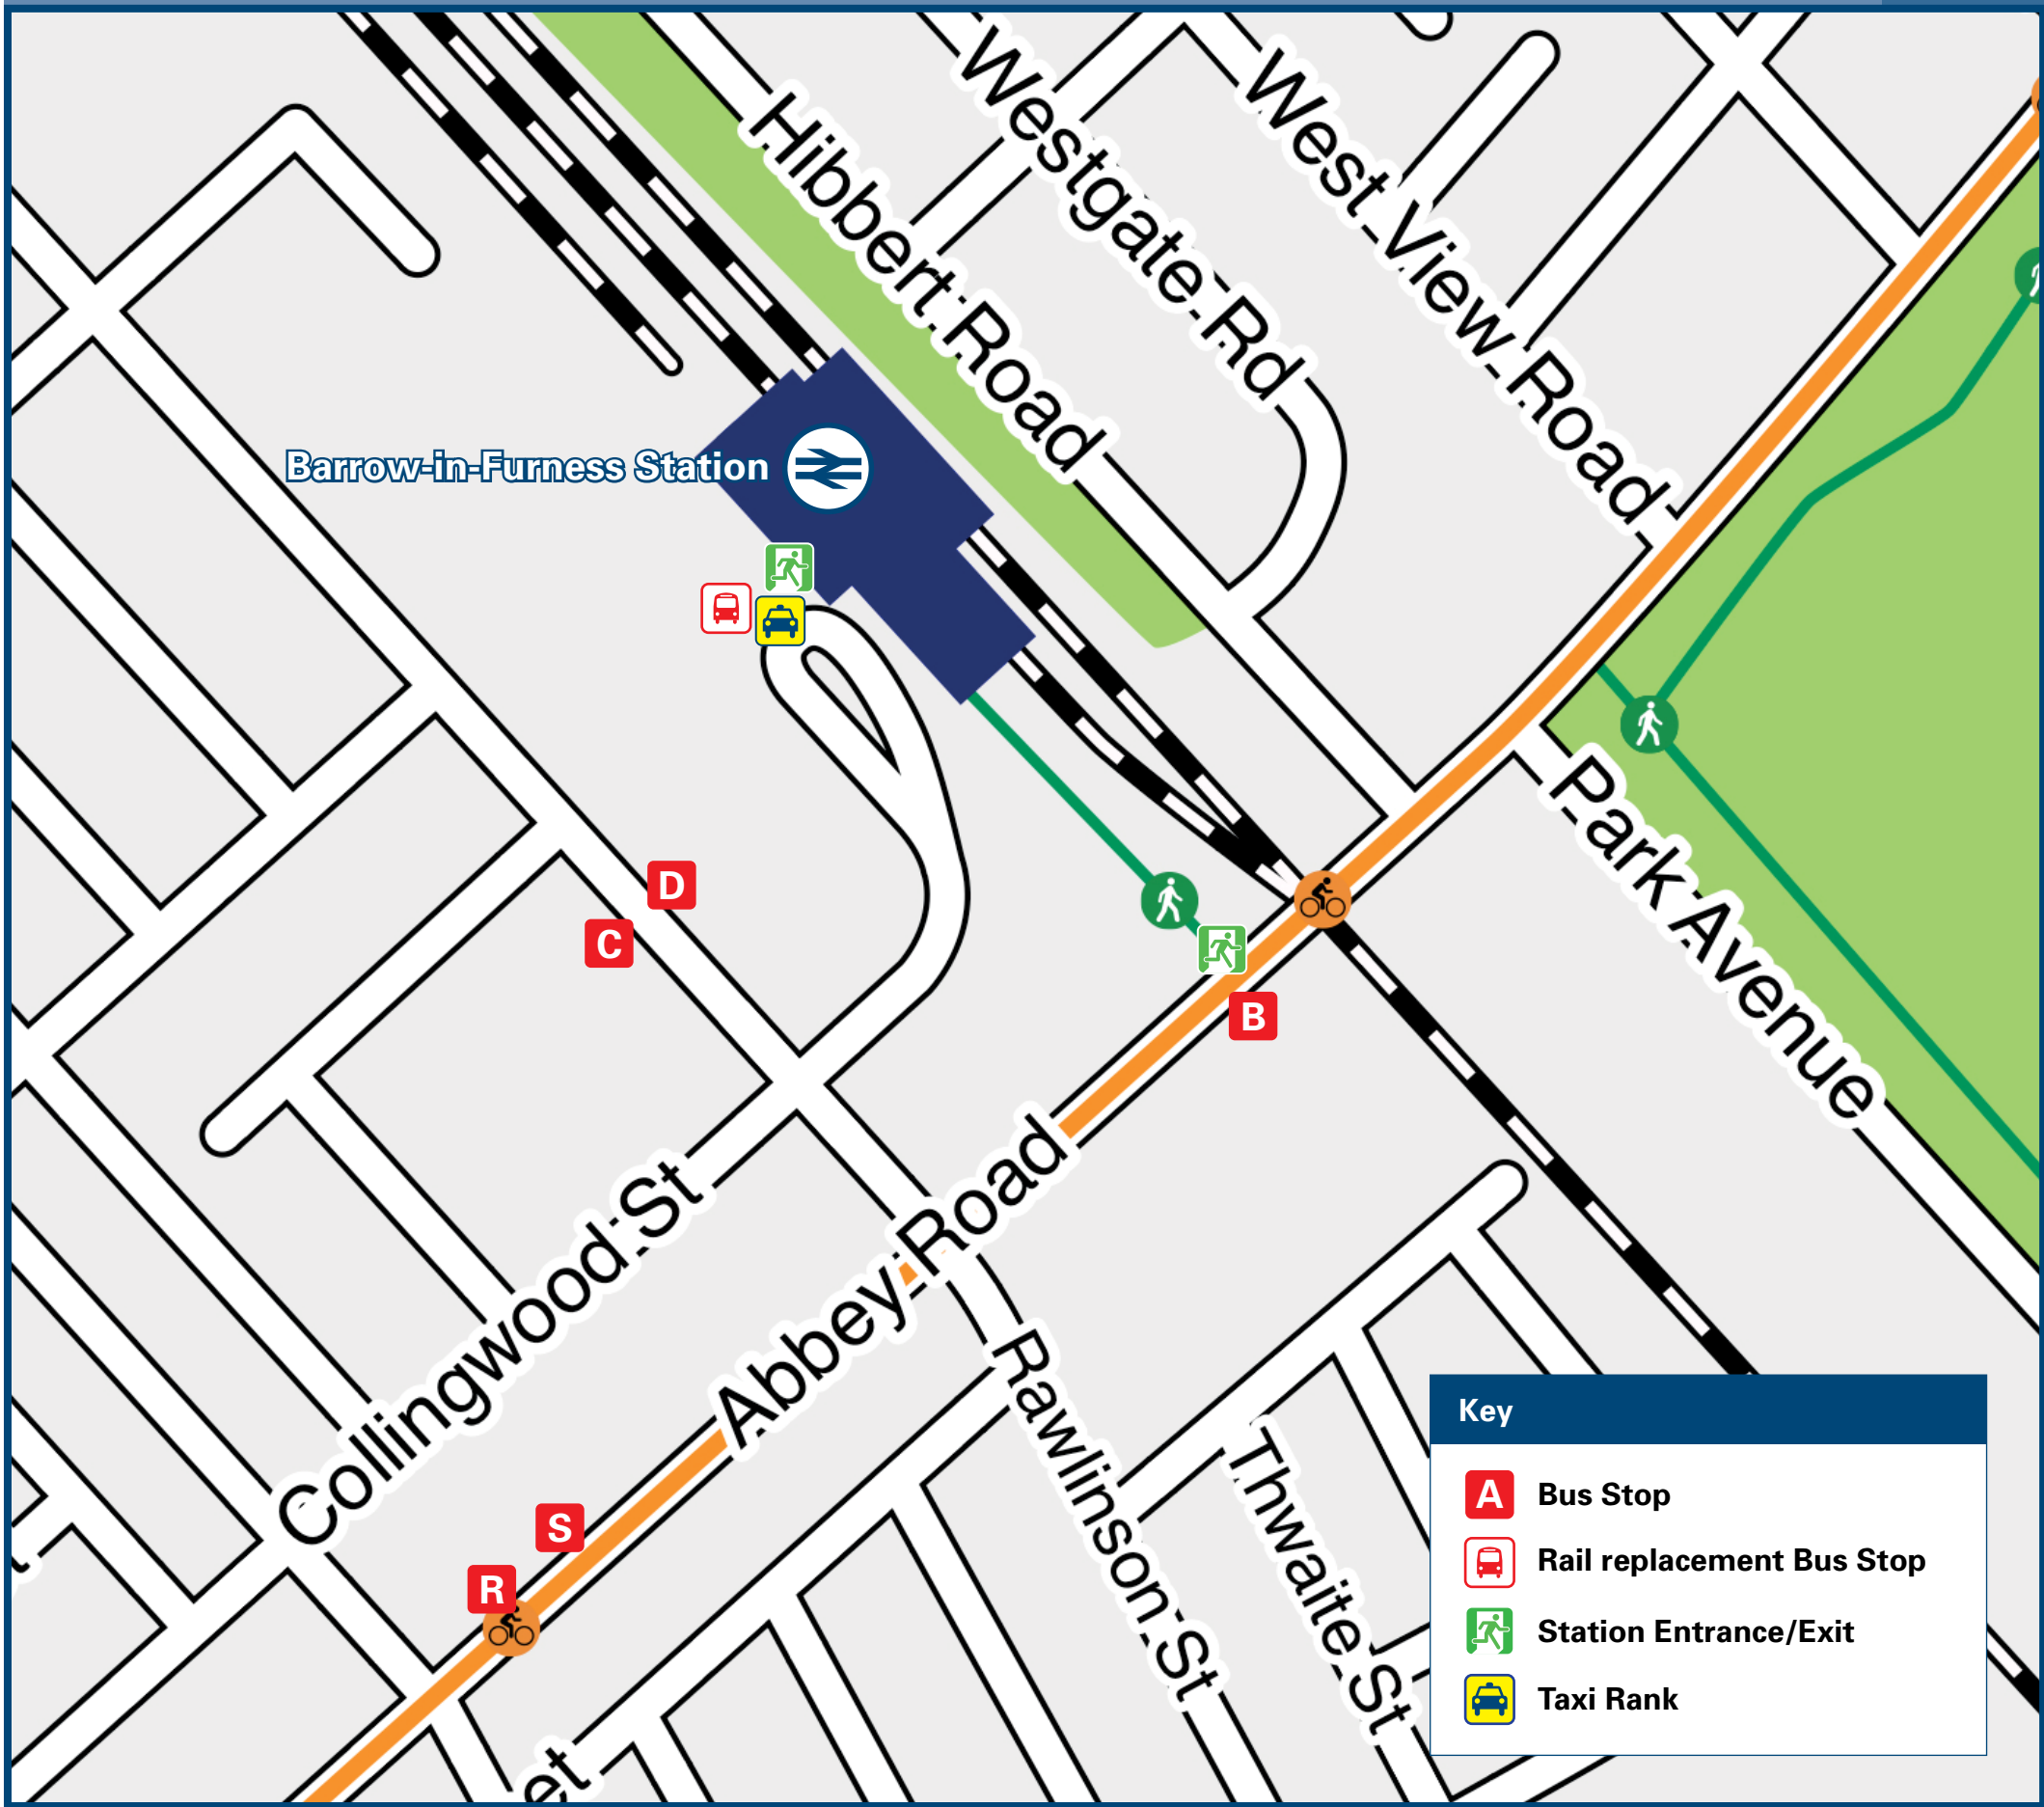 Hibbert Road
Westgate Rd
West View Road
Barrow-in-Furness Station
Park Avenue
D
C
B
Collingwood St
Abbey Road
Rawlinson St
Thwaite St
S
R
et
Key
A Bus Stop
Rail replacement Bus Stop
Station Entrance/Exit
Taxi Rank